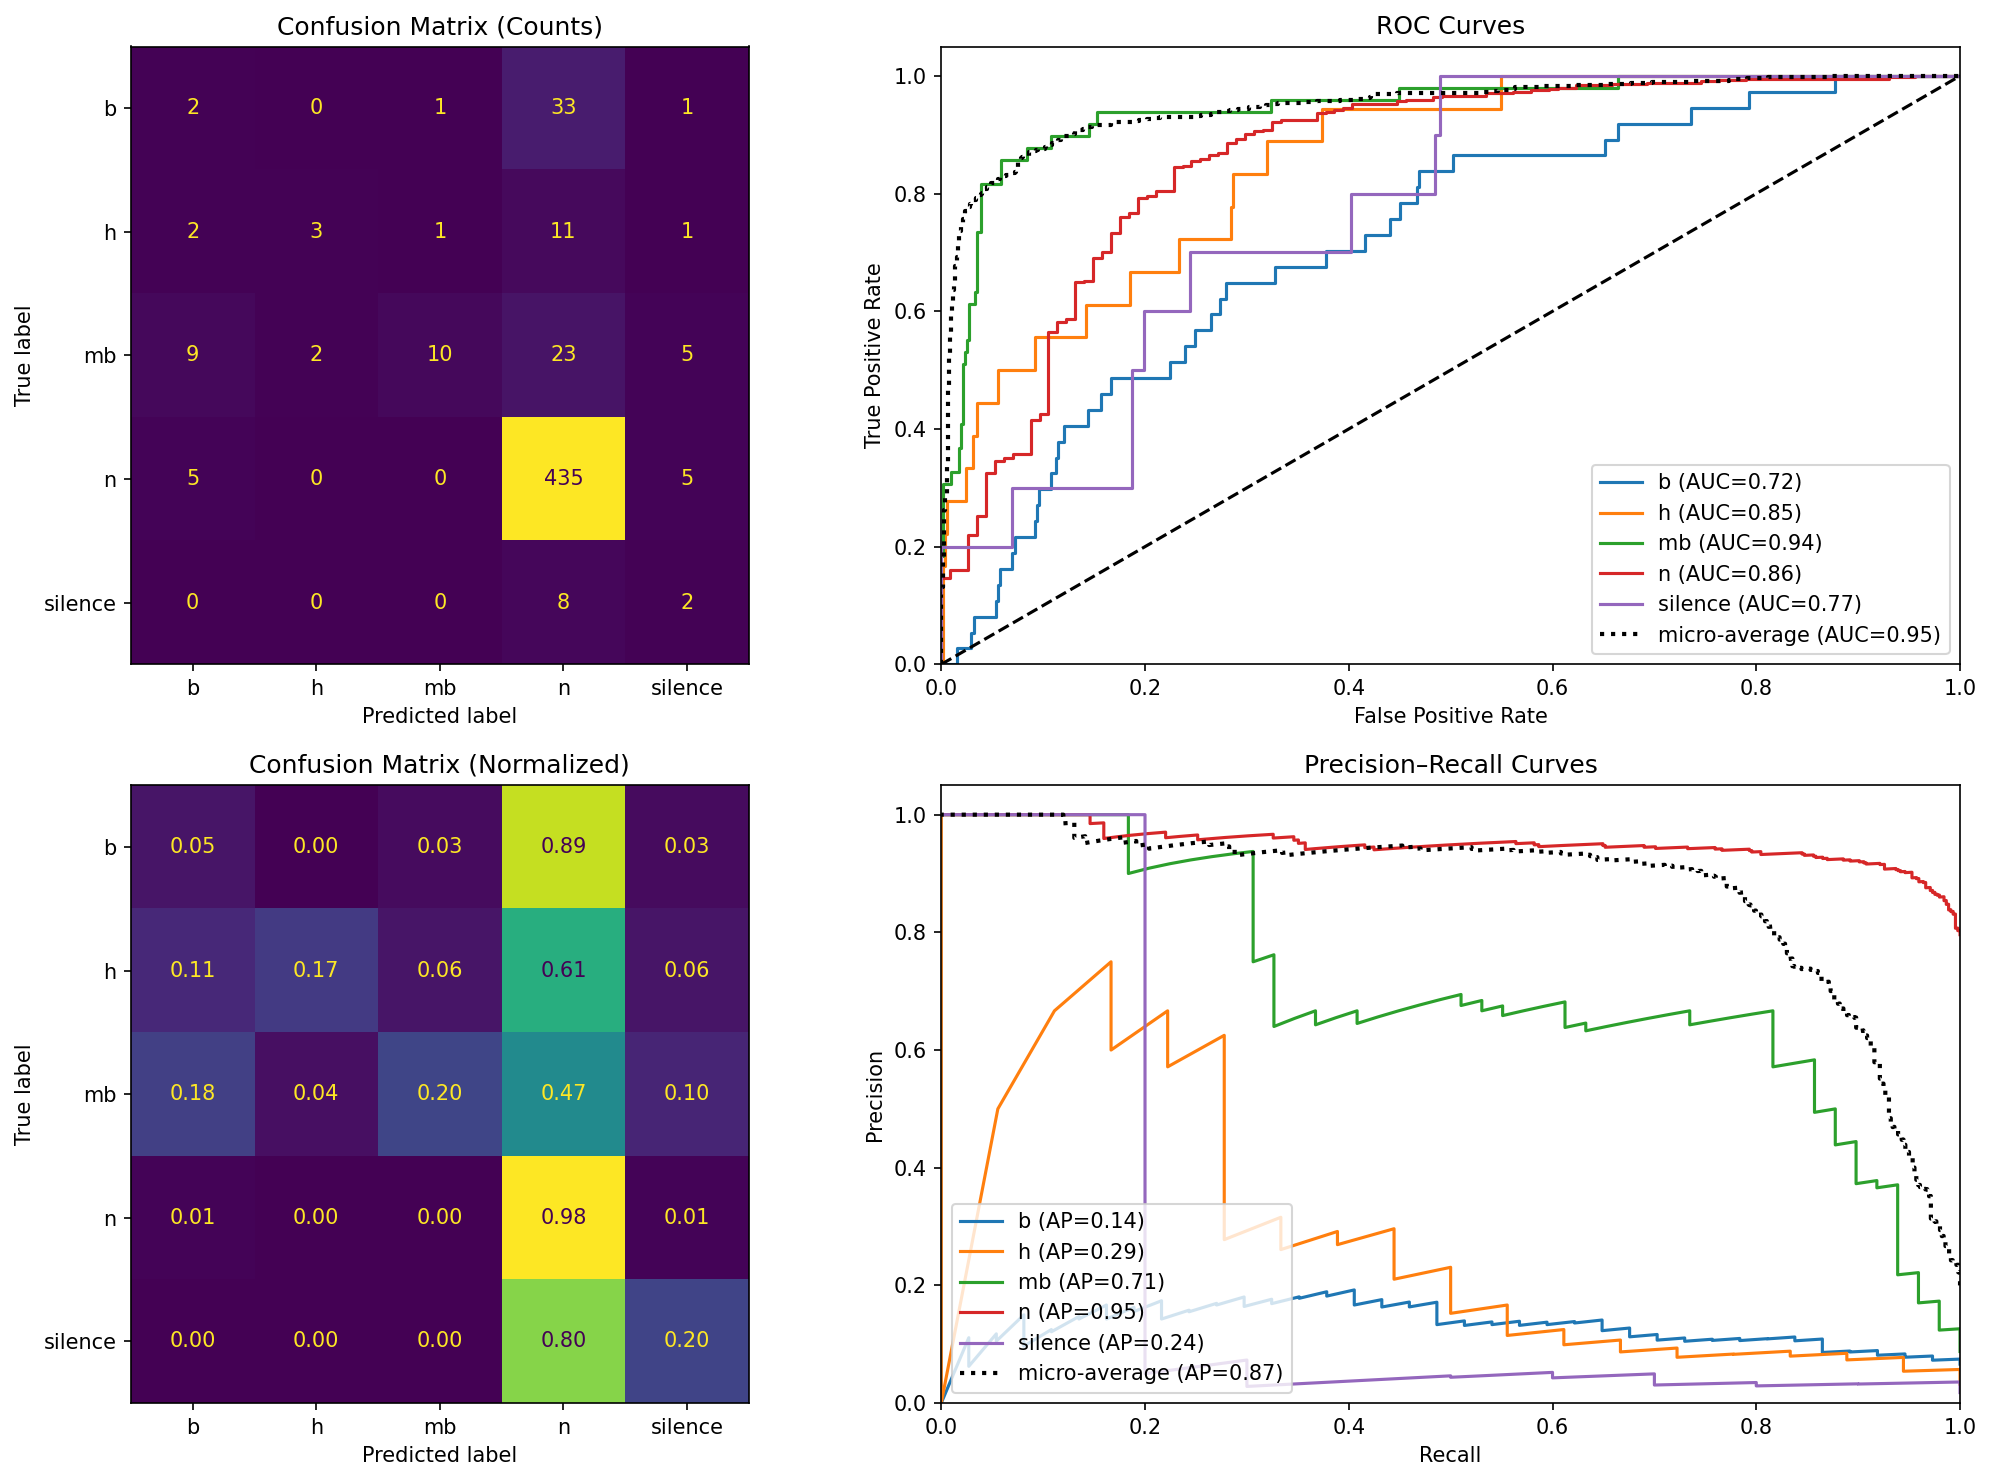 Confusion Matrix (Counts)
True label
b
2 0 1 33 1
h
2 3 1 11 1
mb
9 2 10 23 5
n
5 0 0 435 5
silence
0 0 0 8 2
b h mb n silence
Predicted label
ROC Curves
True Positive Rate
1.0
0.8
0.6
0.4
0.2
0.0
b (AUC=0.72)
h (AUC=0.85)
mb (AUC=0.94)
n (AUC=0.86)
silence (AUC=0.77)
micro-average (AUC=0.95)
0.0 0.2 0.4 0.6 0.8 1.0
False Positive Rate
Confusion Matrix (Normalized)
True label
b
0.05 0.00 0.03 0.89 0.03
h
0.11 0.17 0.06 0.61 0.06
mb
0.18 0.04 0.20 0.47 0.10
n
0.01 0.00 0.00 0.98 0.01
silence
0.00 0.00 0.00 0.80 0.20
b h mb n silence
Predicted label
Precision–Recall Curves
Precision
1.0
0.8
0.6
0.4
0.2
0.0
b (AP=0.14)
h (AP=0.29)
mb (AP=0.71)
n (AP=0.95)
silence (AP=0.24)
micro-average (AP=0.87)
0.0 0.2 0.4 0.6 0.8 1.0
Recall